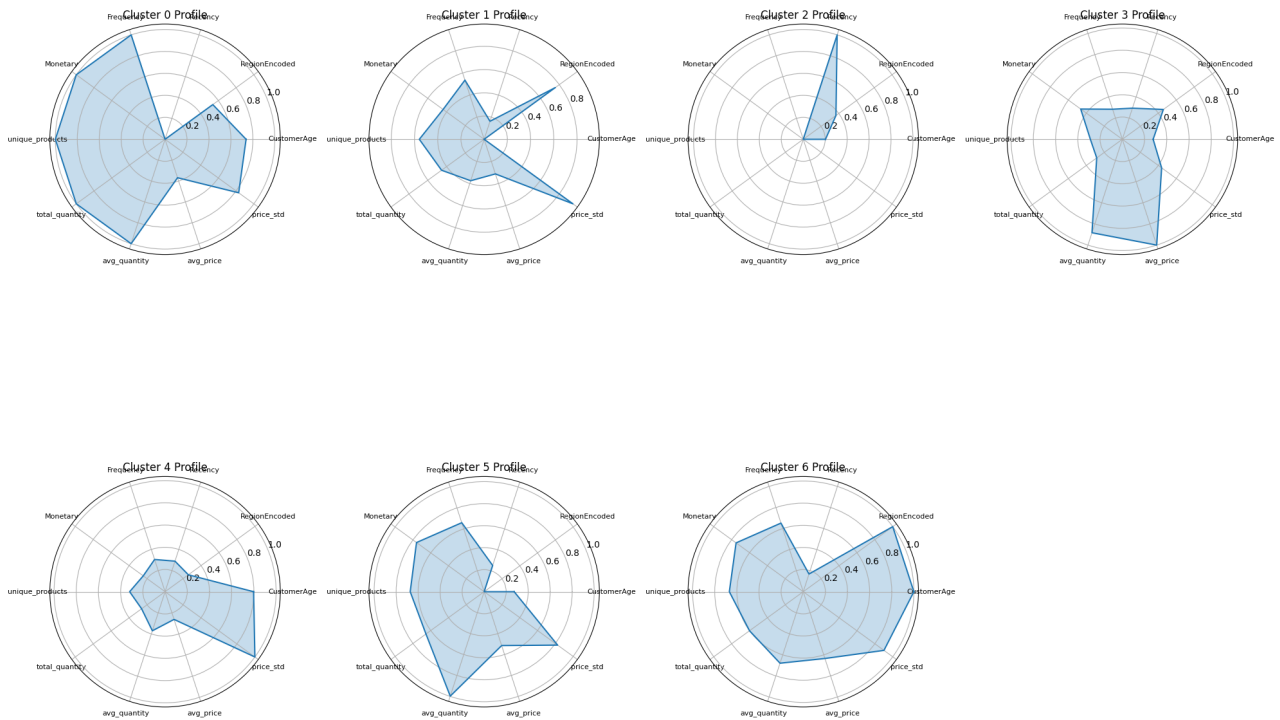 Cluster 0 Profile
Frequency
Recency
Monetary
RegionEncoded
unique_products
CustomerAge
total_quantity
price_std
avg_quantity
avg_price
0.2
0.4
0.6
0.8
1.0
Cluster 1 Profile
Frequency
Recency
Monetary
RegionEncoded
unique_products
CustomerAge
total_quantity
price_std
avg_quantity
avg_price
0.2
0.4
0.6
0.8
Cluster 2 Profile
Frequency
Recency
Monetary
RegionEncoded
unique_products
CustomerAge
total_quantity
price_std
avg_quantity
avg_price
0.2
0.4
0.6
0.8
1.0
Cluster 3 Profile
Frequency
Recency
Monetary
RegionEncoded
unique_products
CustomerAge
total_quantity
price_std
avg_quantity
avg_price
0.2
0.4
0.6
0.8
1.0
Cluster 4 Profile
Frequency
Recency
Monetary
RegionEncoded
unique_products
CustomerAge
total_quantity
price_std
avg_quantity
avg_price
0.2
0.4
0.6
0.8
1.0
Cluster 5 Profile
Frequency
Recency
Monetary
RegionEncoded
unique_products
CustomerAge
total_quantity
price_std
avg_quantity
avg_price
0.2
0.4
0.6
0.8
1.0
Cluster 6 Profile
Frequency
Recency
Monetary
RegionEncoded
unique_products
CustomerAge
total_quantity
price_std
avg_quantity
avg_price
0.2
0.4
0.6
0.8
1.0